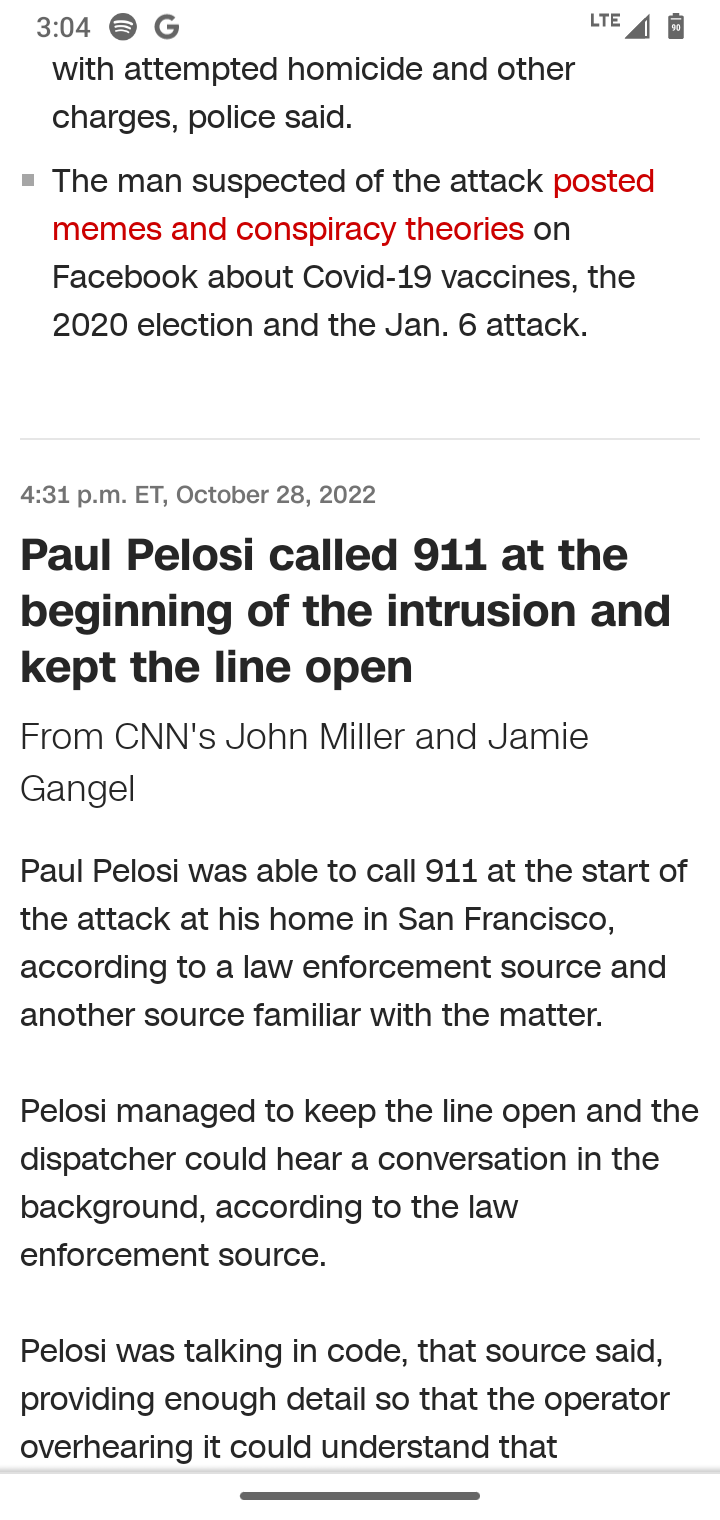 3:04
LTE
90
with attempted homicide and other
charges, police said.
The man suspected of the attack posted
memes and conspiracy theories on
Facebook about Covid-19 vaccines, the
2020 election and the Jan. 6 attack.
4:31 p.m. ET, October 28, 2022
Paul Pelosi called 911 at the
beginning of the intrusion and
kept the line open
From CNN's John Miller and Jamie
Gangel
Paul Pelosi was able to call 911 at the start of
the attack at his home in San Francisco,
according to a law enforcement source and
another source familiar with the matter.
Pelosi managed to keep the line open and the
dispatcher could hear a conversation in the
background, according to the law
enforcement source.
Pelosi was talking in code, that source said,
providing enough detail so that the operator
overhearing it could understand that